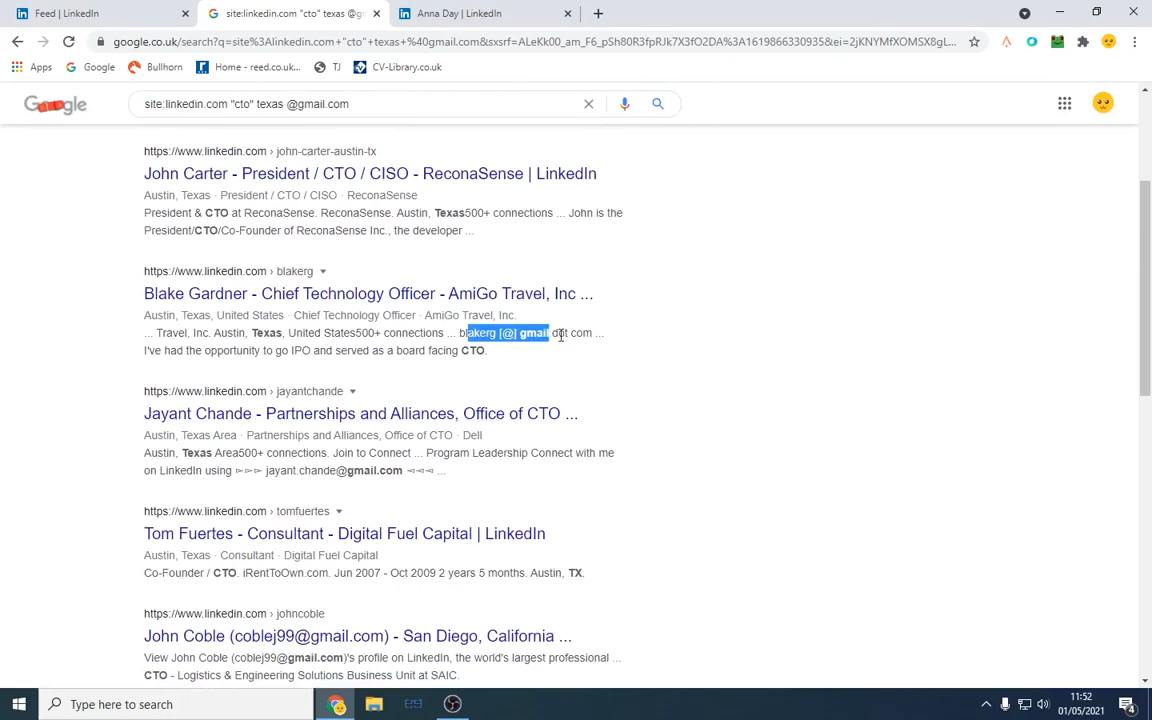 Feed | LinkedIn
site:linkedin.com "cto" texas @g
Anna Day | LinkedIn
google.co.uk/search?q=site%3Alinkedin.com+"cto"+texas+%40gmail.com&sxsrf=ALeKk00_am_F6_pSh80R3fpRJk7X3fO2DA%3A1619866330935&ei=2jKNYMfXOMSX8gL...
Apps
Google
Bullhorn
Home - reed.co.uk...
TJ
CV-Library.co.uk
Google
site:linkedin.com "cto" texas @gmail.com
https://www.linkedin.com › john-carter-austin-tx
John Carter - President / CTO / CISO - ReconaSense | LinkedIn
Austin, Texas · President / CTO / CISO · ReconaSense
President & CTO at ReconaSense. ReconaSense. Austin, Texas500+ connections ... John is the
President/CTO/Co-Founder of ReconaSense Inc., the developer ...
https://www.linkedin.com › blakerg
Blake Gardner - Chief Technology Officer - AmiGo Travel, Inc ...
Austin, Texas, United States · Chief Technology Officer · AmiGo Travel, Inc.
... Travel, Inc. Austin, Texas, United States500+ connections ... blakerg [@] gmail dot com ...
I've had the opportunity to go IPO and served as a board facing CTO.
https://www.linkedin.com › jayantchande
Jayant Chande - Partnerships and Alliances, Office of CTO ...
Austin, Texas Area · Partnerships and Alliances, Office of CTO · Dell
Austin, Texas Area500+ connections. Join to Connect ... Program Leadership Connect with me
on LinkedIn using ▻▻▻ jayant.chande@gmail.com ◅◅◅ ...
https://www.linkedin.com › tomfuertes
Tom Fuertes - Consultant - Digital Fuel Capital | LinkedIn
Austin, Texas · Consultant · Digital Fuel Capital
Co-Founder / CTO. iRentToOwn.com. Jun 2007 - Oct 2009 2 years 5 months. Austin, TX.
https://www.linkedin.com › johncoble
John Coble (coblej99@gmail.com) - San Diego, California ...
View John Coble (coblej99@gmail.com)'s profile on LinkedIn, the world's largest professional ...
CTO - Logistics & Engineering Solutions Business Unit at SAIC.
Type here to search
11:52
01/05/2021
4